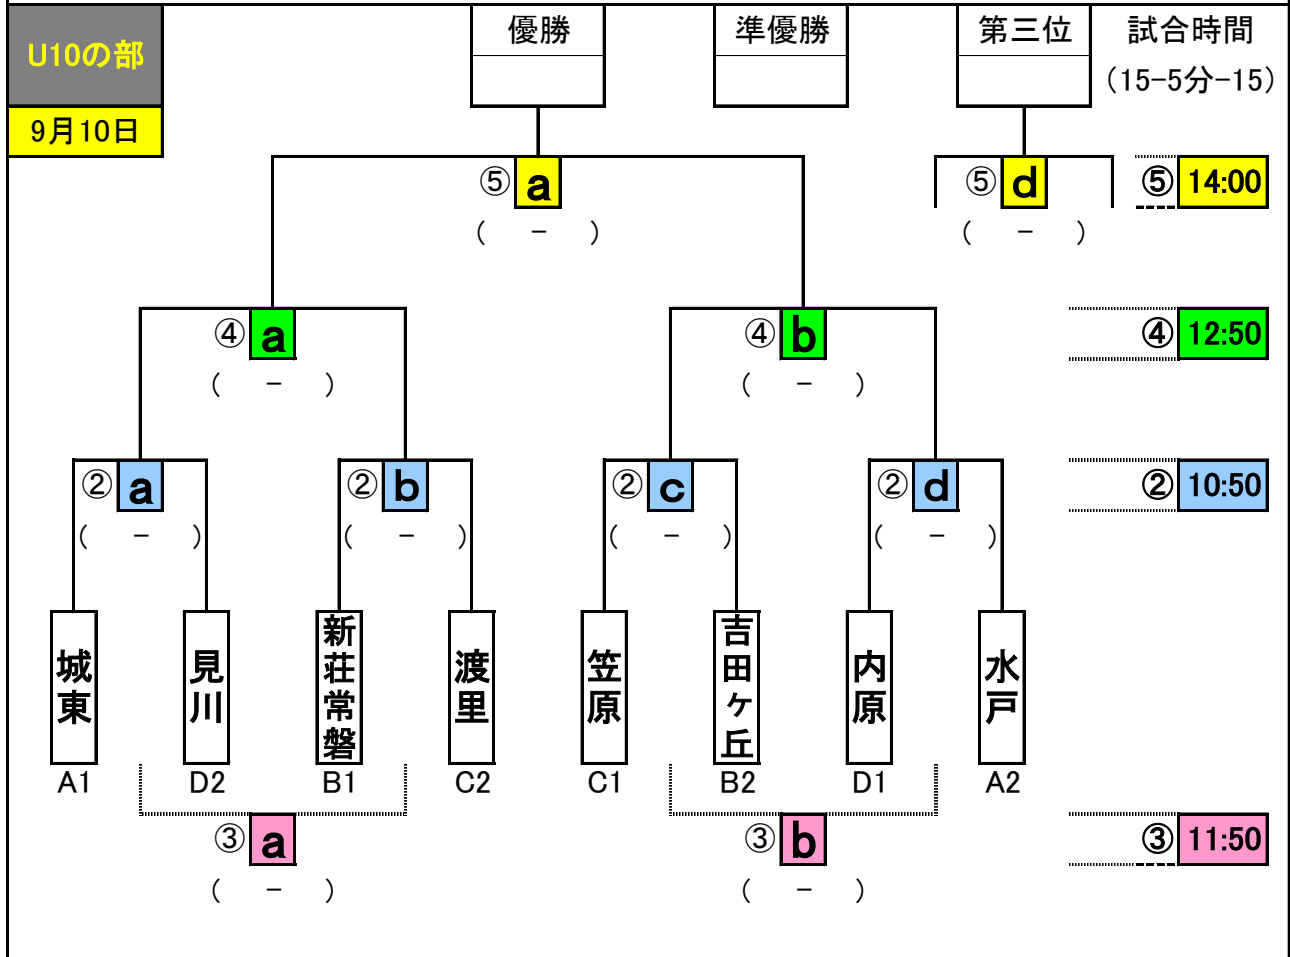 U10の部
9月10日
優勝
準優勝
第三位
試合時間
(15-5分-15)
⑤ a
( - )
⑤ d
( - )
⑤ 14:00
④ a
( - )
④ b
( - )
④ 12:50
② a
( - )
② b
( - )
② c
( - )
② d
( - )
② 10:50
城東
見川
新荘常磐
渡里
笠原
吉田ヶ丘
内原
水戸
A1
D2
B1
C2
C1
B2
D1
A2
③ a
( - )
③ b
( - )
③ 11:50